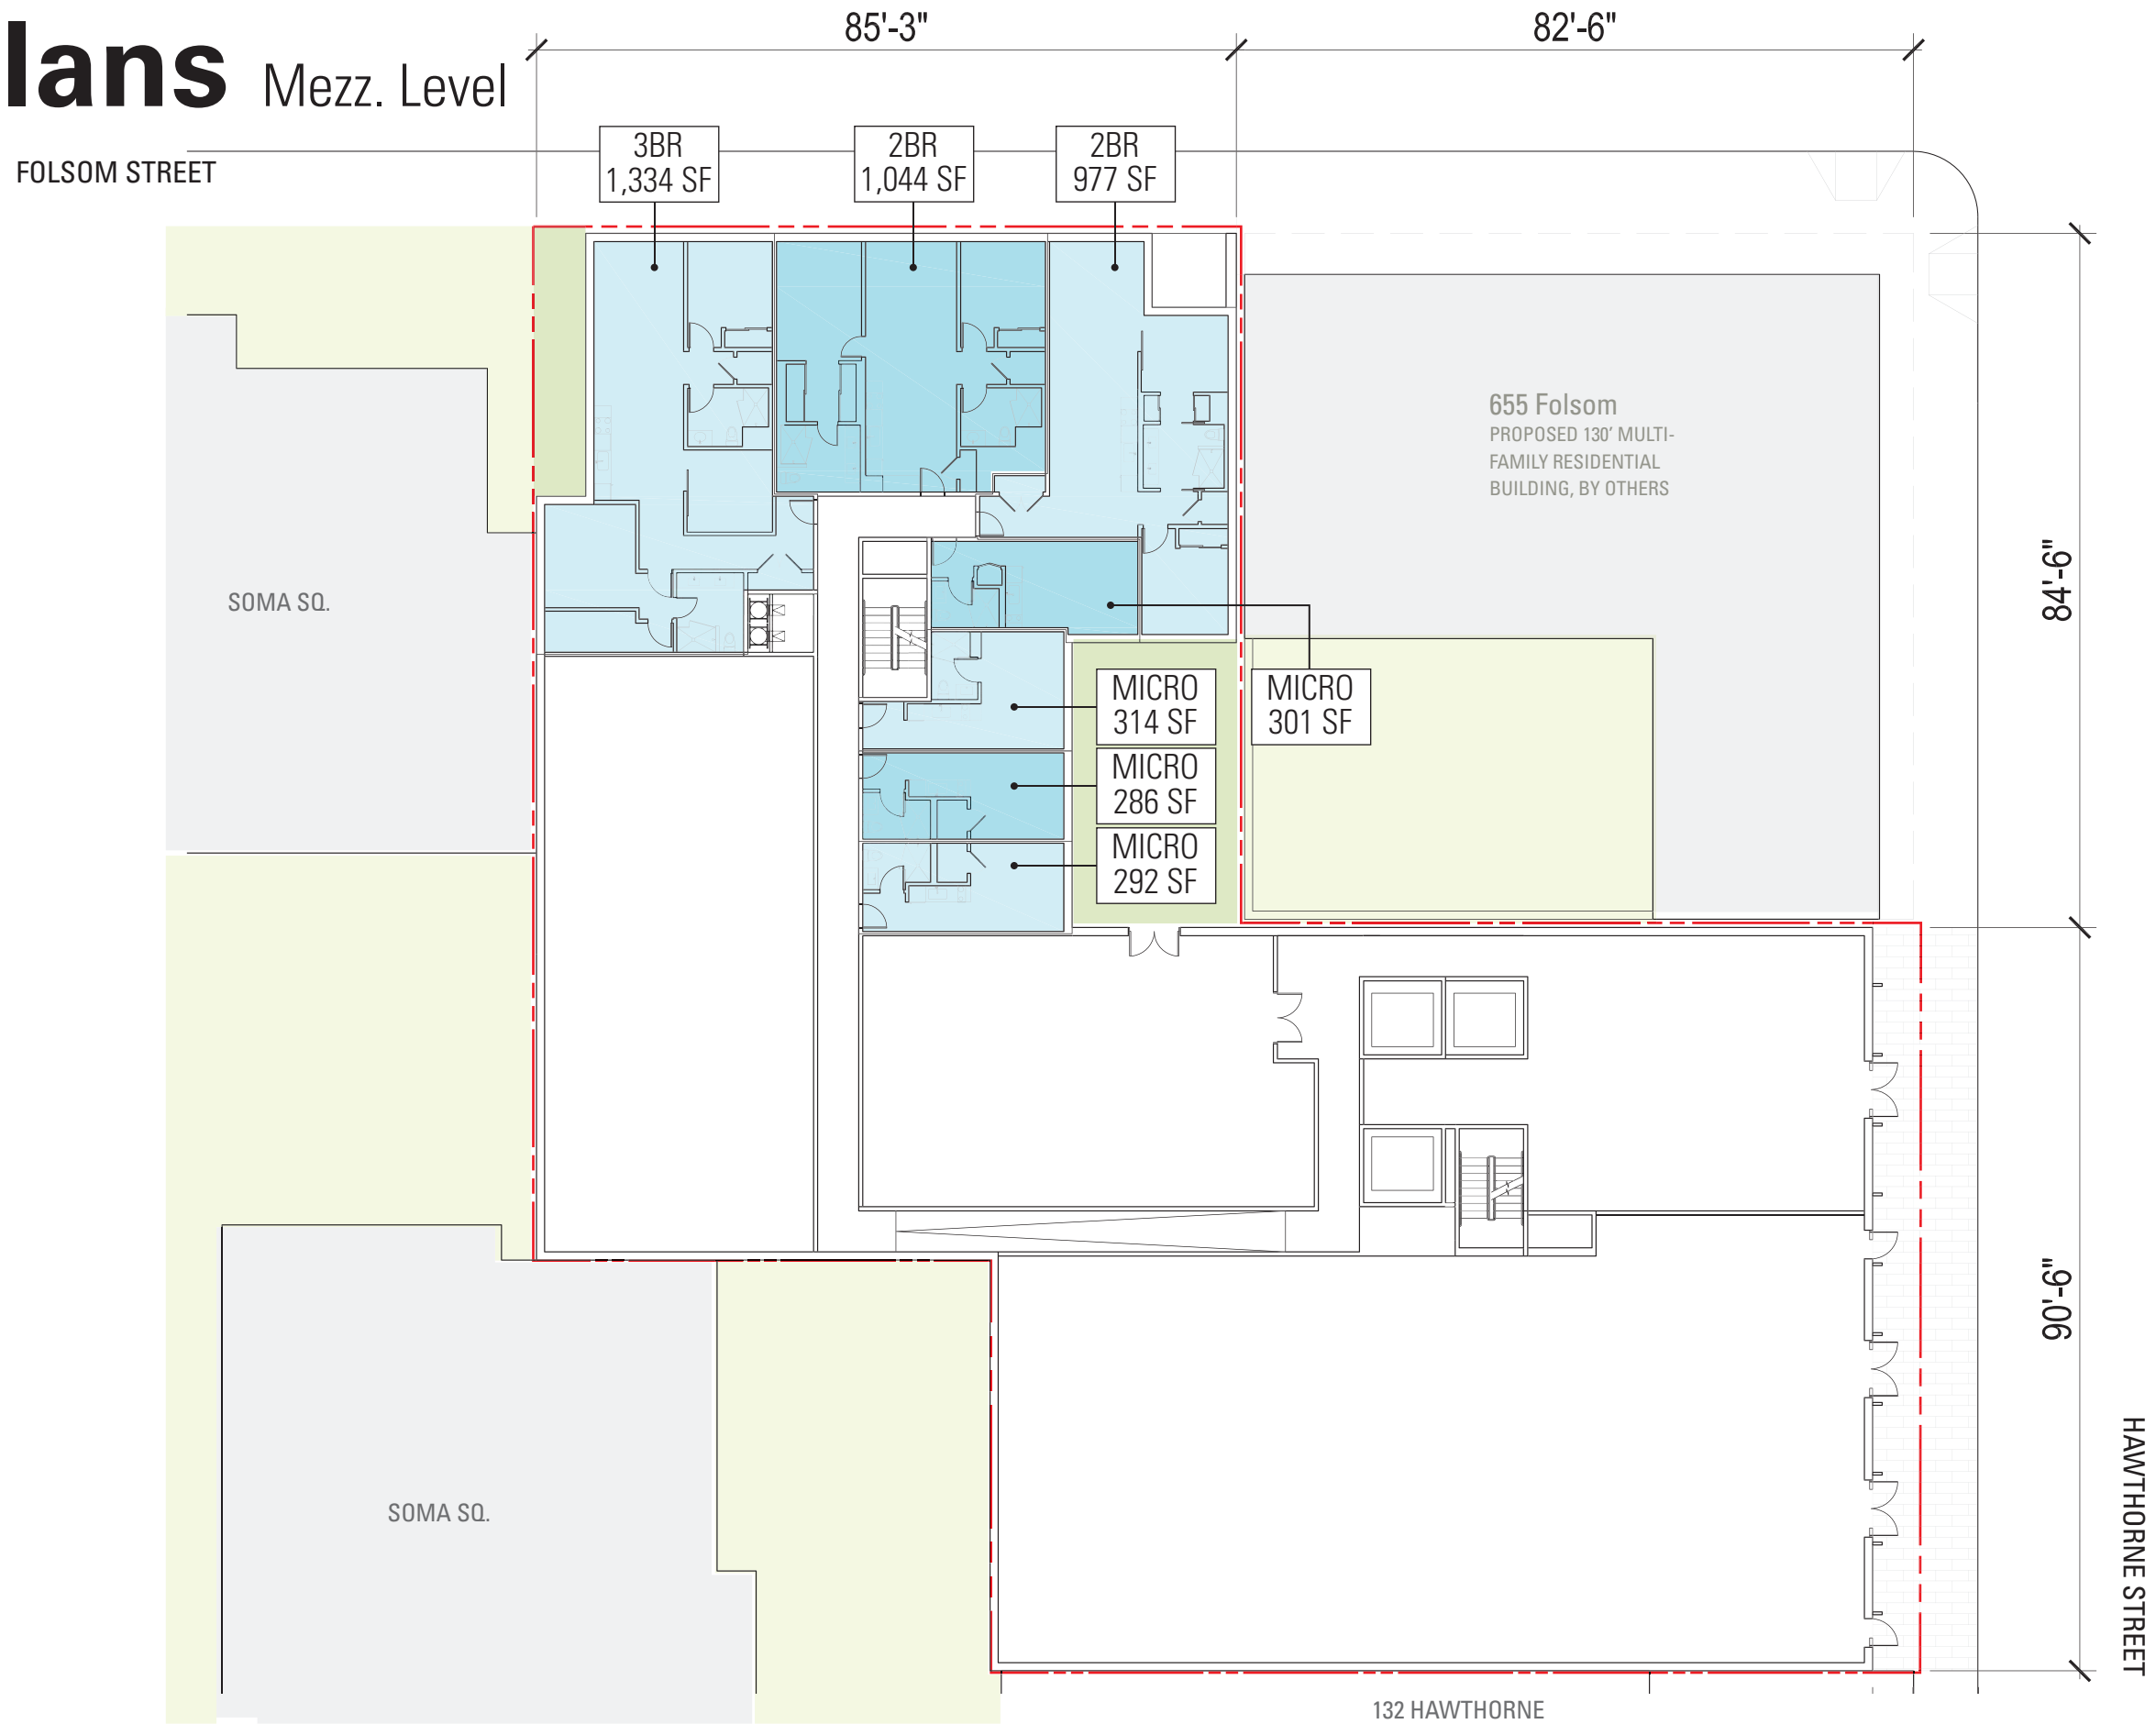 lans Mezz. Level
85'-3"
82'-6"
FOLSOM STREET
3BR
1,334 SF
2BR
1,044 SF
2BR
977 SF
655 Folsom
PROPOSED 130' MULTI-
FAMILY RESIDENTIAL
BUILDING, BY OTHERS
84'-6"
SOMA SQ.
MICRO
314 SF
MICRO
301 SF
MICRO
286 SF
MICRO
292 SF
90'-9"
HAWTHORNE STREET
SOMA SQ.
132 HAWTHORNE